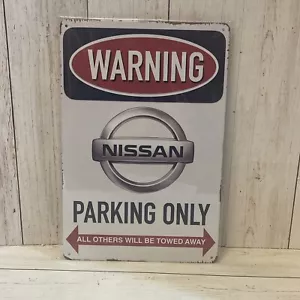 WARNING
NISSAN
PARKING ONLY
ALL OTHERS WILL BE TOWED AWAY